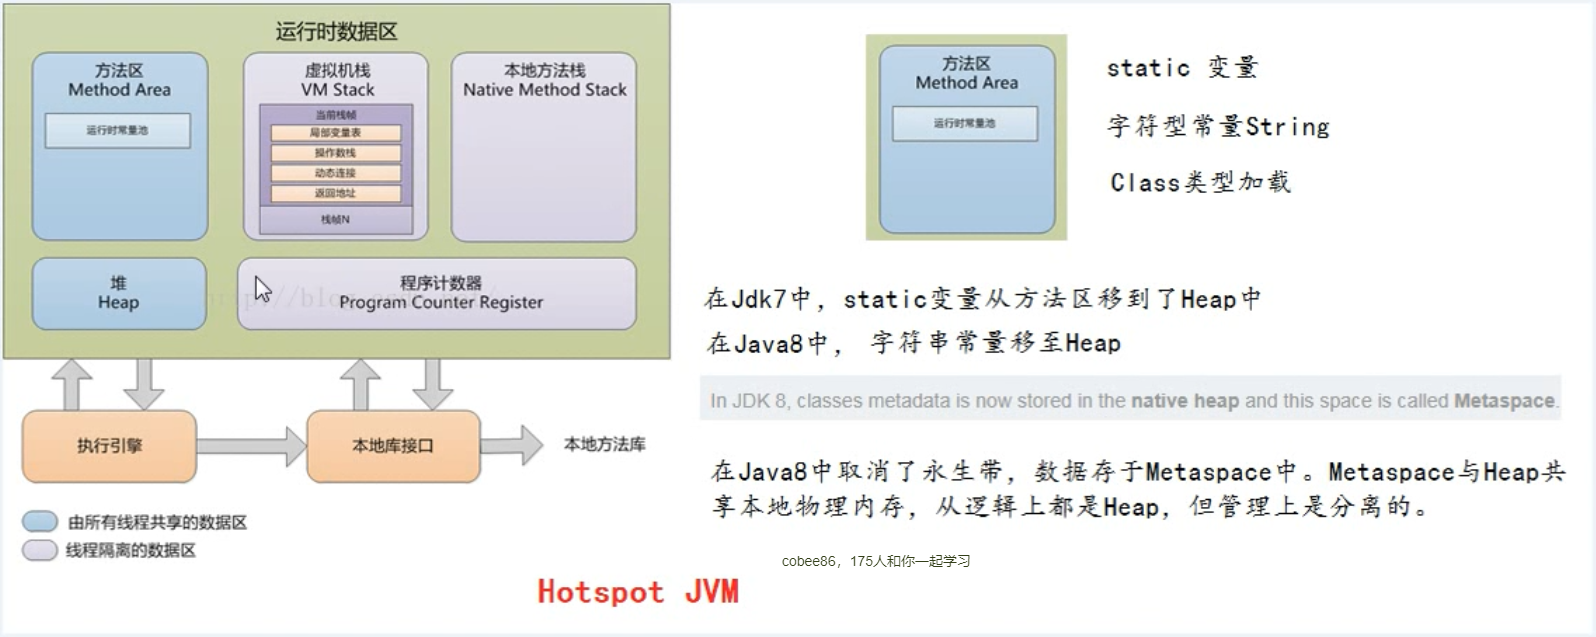 运行时数据区
方法区
Method Area
运行时常量池
虚拟机栈
VM Stack
当前栈帧
局部变量表
操作数栈
动态连接
返回地址
栈帧N
本地方法栈
Native Method Stack
堆
Heap
程序计数器
Program Counter Register
执行引擎
本地库接口
本地方法库
由所有线程共享的数据区
线程隔离的数据区
方法区
Method Area
运行时常量池
static 变量
字符型常量String
Class类型加载
在Jdk7中，static变量从方法区移到了Heap中
在Java8中， 字符串常量移至Heap
In JDK 8, classes metadata is now stored in the native heap and this space is called Metaspace.
在Java8中取消了永生带，数据存于Metaspace中。Metaspace与Heap共
享本地物理内存，从逻辑上都是Heap，但管理上是分离的。
cobee86，175人和你一起学习
Hotspot JVM